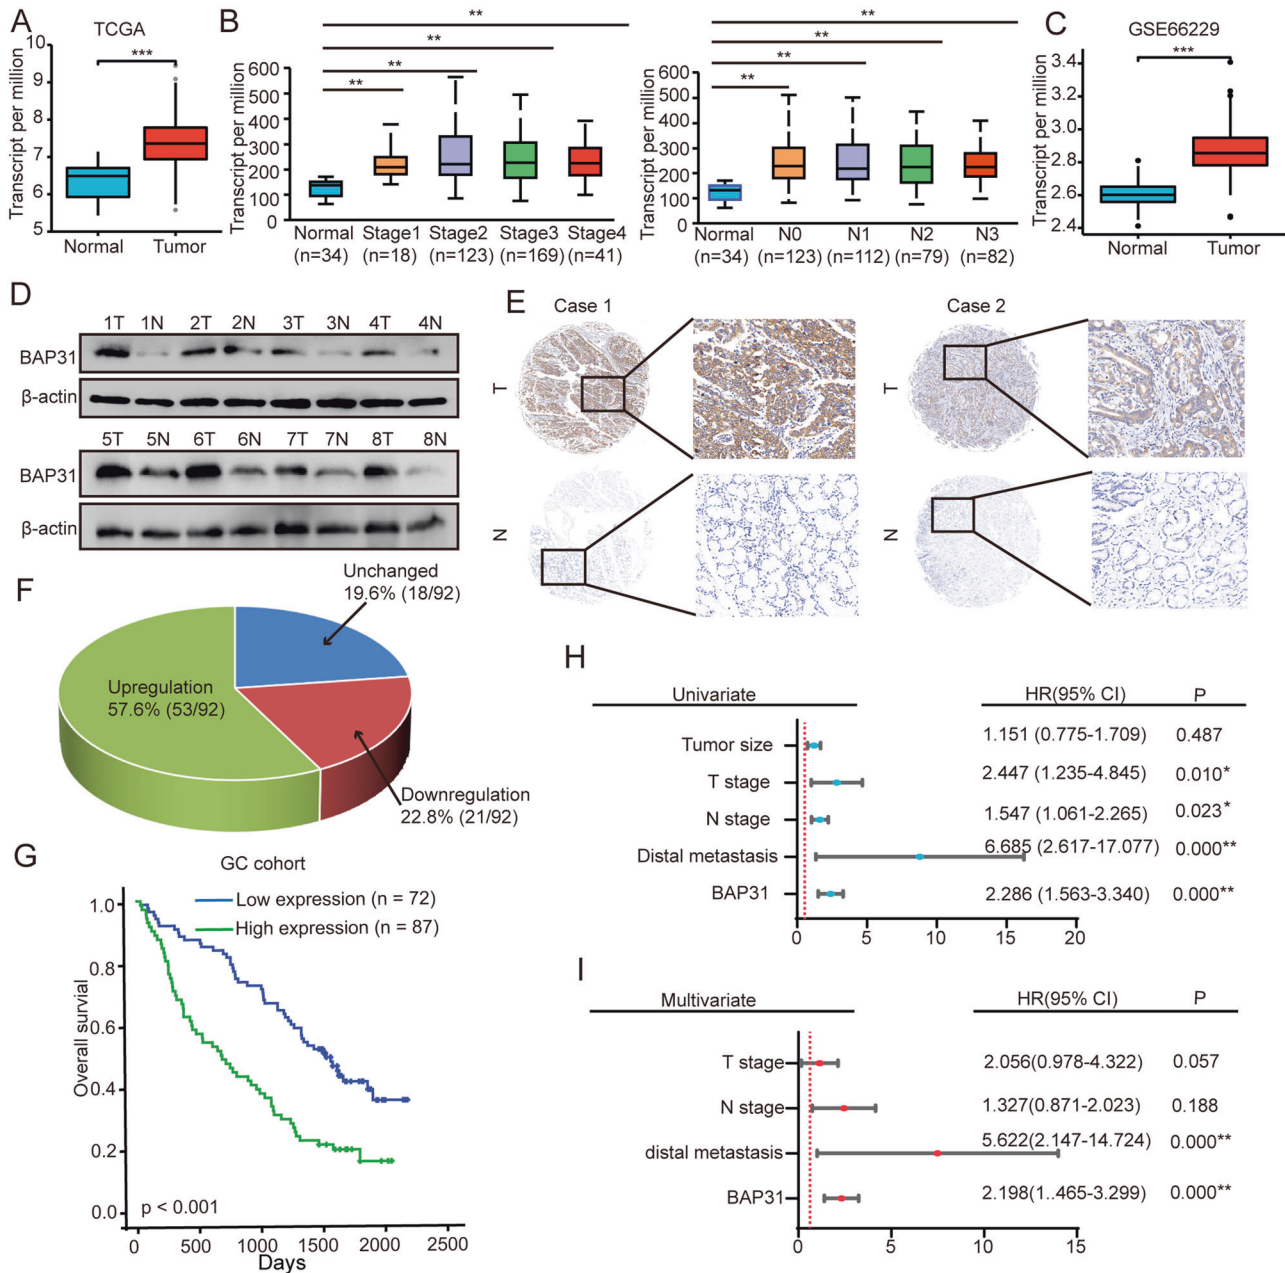 A
TCGA
***
Transcript per million
10
9
8
7
6
5
Normal
Tumor
B
**
**
**
**
Transcript per million
600
500
400
300
200
100
0
Normal Stage1 Stage2 Stage3 Stage4
(n=34) (n=18) (n=123) (n=169) (n=41)
**
**
**
**
Transcript per million
600
500
400
300
200
100
0
Normal N0 N1 N2 N3
(n=34) (n=123) (n=112) (n=79) (n=82)
C
GSE66229
***
Transcript per million
3.4
3.2
3.0
2.8
2.6
2.4
Normal
Tumor
D
1T 1N 2T 2N 3T 3N 4T 4N
BAP31
β-actin
5T 5N 6T 6N 7T 7N 8T 8N
BAP31
β-actin
E
Case 1
Case 2
T
T
N
N
F
Unchanged
19.6% (18/92)
Upregulation
57.6% (53/92)
Downregulation
22.8% (21/92)
G
GC cohort
Low expression (n = 72)
High expression (n = 87)
Overall survial
1.0
0.8
0.6
0.4
0.2
0.0
p < 0.001
0 500 1000 1500 2000 2500
Days
H
Univariate HR(95% CI) P
Tumor size 1.151 (0.775-1.709) 0.487
T stage 2.447 (1.235-4.845) 0.010*
N stage 1.547 (1.061-2.265) 0.023*
Distal metastasis 6.685 (2.617-17.077) 0.000**
BAP31 2.286 (1.563-3.340) 0.000**
0 5 10 15 20
I
Multivariate HR(95% CI) P
T stage 2.056(0.978-4.322) 0.057
N stage 1.327(0.871-2.023) 0.188
distal metastasis 5.622(2.147-14.724) 0.000**
BAP31 2.198(1..465-3.299) 0.000**
0 5 10 15